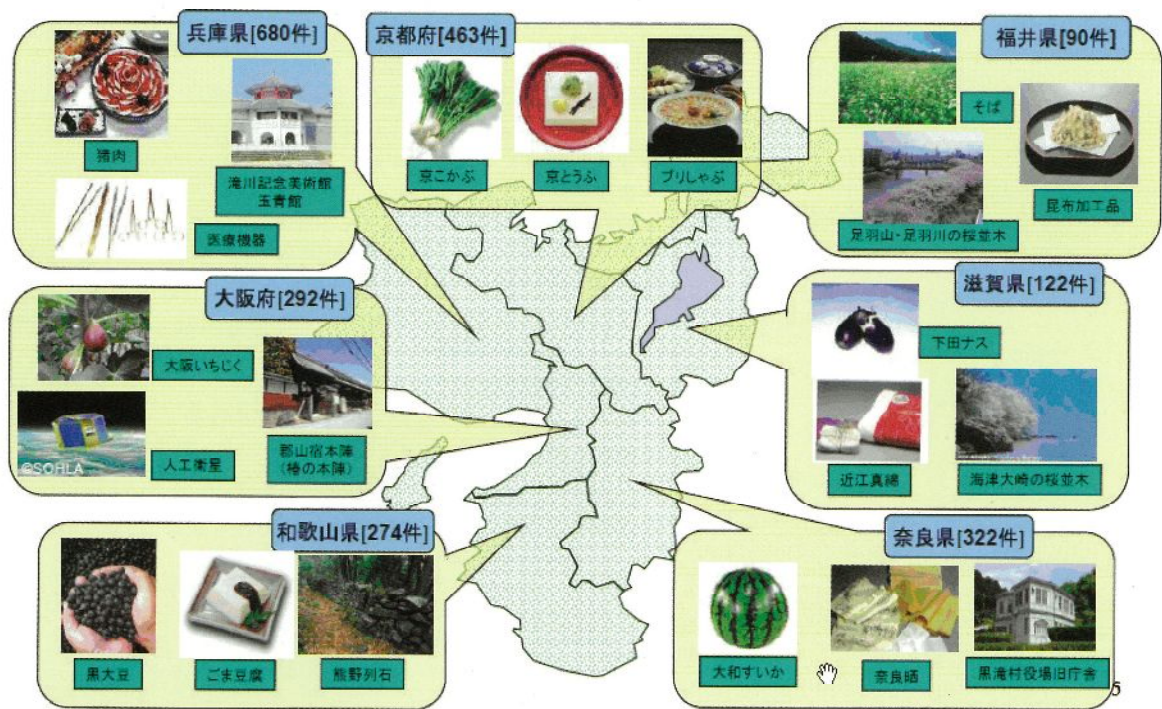 兵庫県[680件]
猪肉
滝川記念美術館
玉青館
医療機器
京都府[463件]
京こかぶ
京とうふ
ブリしゃぶ
福井県[90件]
そば
昆布加工品
足羽山・足羽川の桜並木
大阪府[292件]
大阪いちじく
人工衛星
©SOHLA
郡山宿本陣
(椿の本陣)
滋賀県[122件]
下田ナス
近江真綿
海津大崎の桜並木
和歌山県[274件]
黒大豆
ごま豆腐
熊野列石
奈良県[322件]
大和すいか
奈良晒
黒滝村役場旧庁舎
5